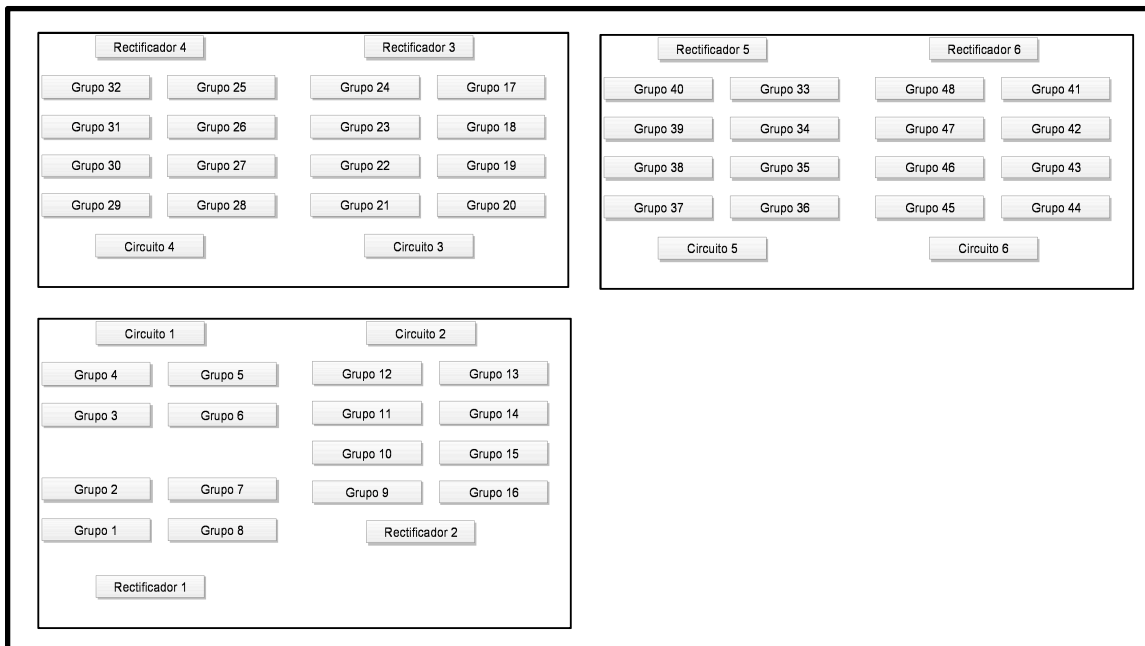 Rectificador 4
Rectificador 3
Grupo 32
Grupo 25
Grupo 24
Grupo 17
Grupo 31
Grupo 26
Grupo 23
Grupo 18
Grupo 30
Grupo 27
Grupo 22
Grupo 19
Grupo 29
Grupo 28
Grupo 21
Grupo 20
Circuito 4
Circuito 3
Rectificador 5
Rectificador 6
Grupo 40
Grupo 33
Grupo 48
Grupo 41
Grupo 39
Grupo 34
Grupo 47
Grupo 42
Grupo 38
Grupo 35
Grupo 46
Grupo 43
Grupo 37
Grupo 36
Grupo 45
Grupo 44
Circuito 5
Circuito 6
Circuito 1
Circuito 2
Grupo 4
Grupo 5
Grupo 12
Grupo 13
Grupo 3
Grupo 6
Grupo 11
Grupo 14
Grupo 10
Grupo 15
Grupo 2
Grupo 7
Grupo 9
Grupo 16
Grupo 1
Grupo 8
Rectificador 2
Rectificador 1